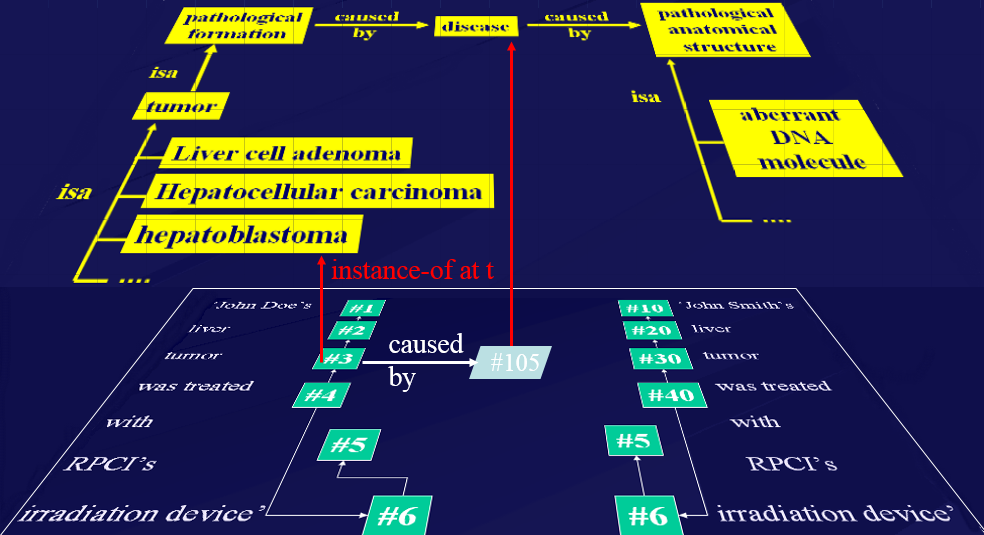 pathological
formation
caused
by
disease
caused
by
pathological
anatomical
structure
isa
tumor
isa
aberrant
DNA
molecule
....
isa
Liver cell adenoma
Hepatocellular carcinoma
hepatoblastoma
....
instance-of at t
'John Doe's
liver
tumor
was treated
with
RPCI's
irradiation device'
#1
#2
#3
#4
#5
#6
caused
by
#105
#10
#20
#30
#40
#5
#6
'John Smith's
liver
tumor
was treated
with
RPCI's
irradiation device'